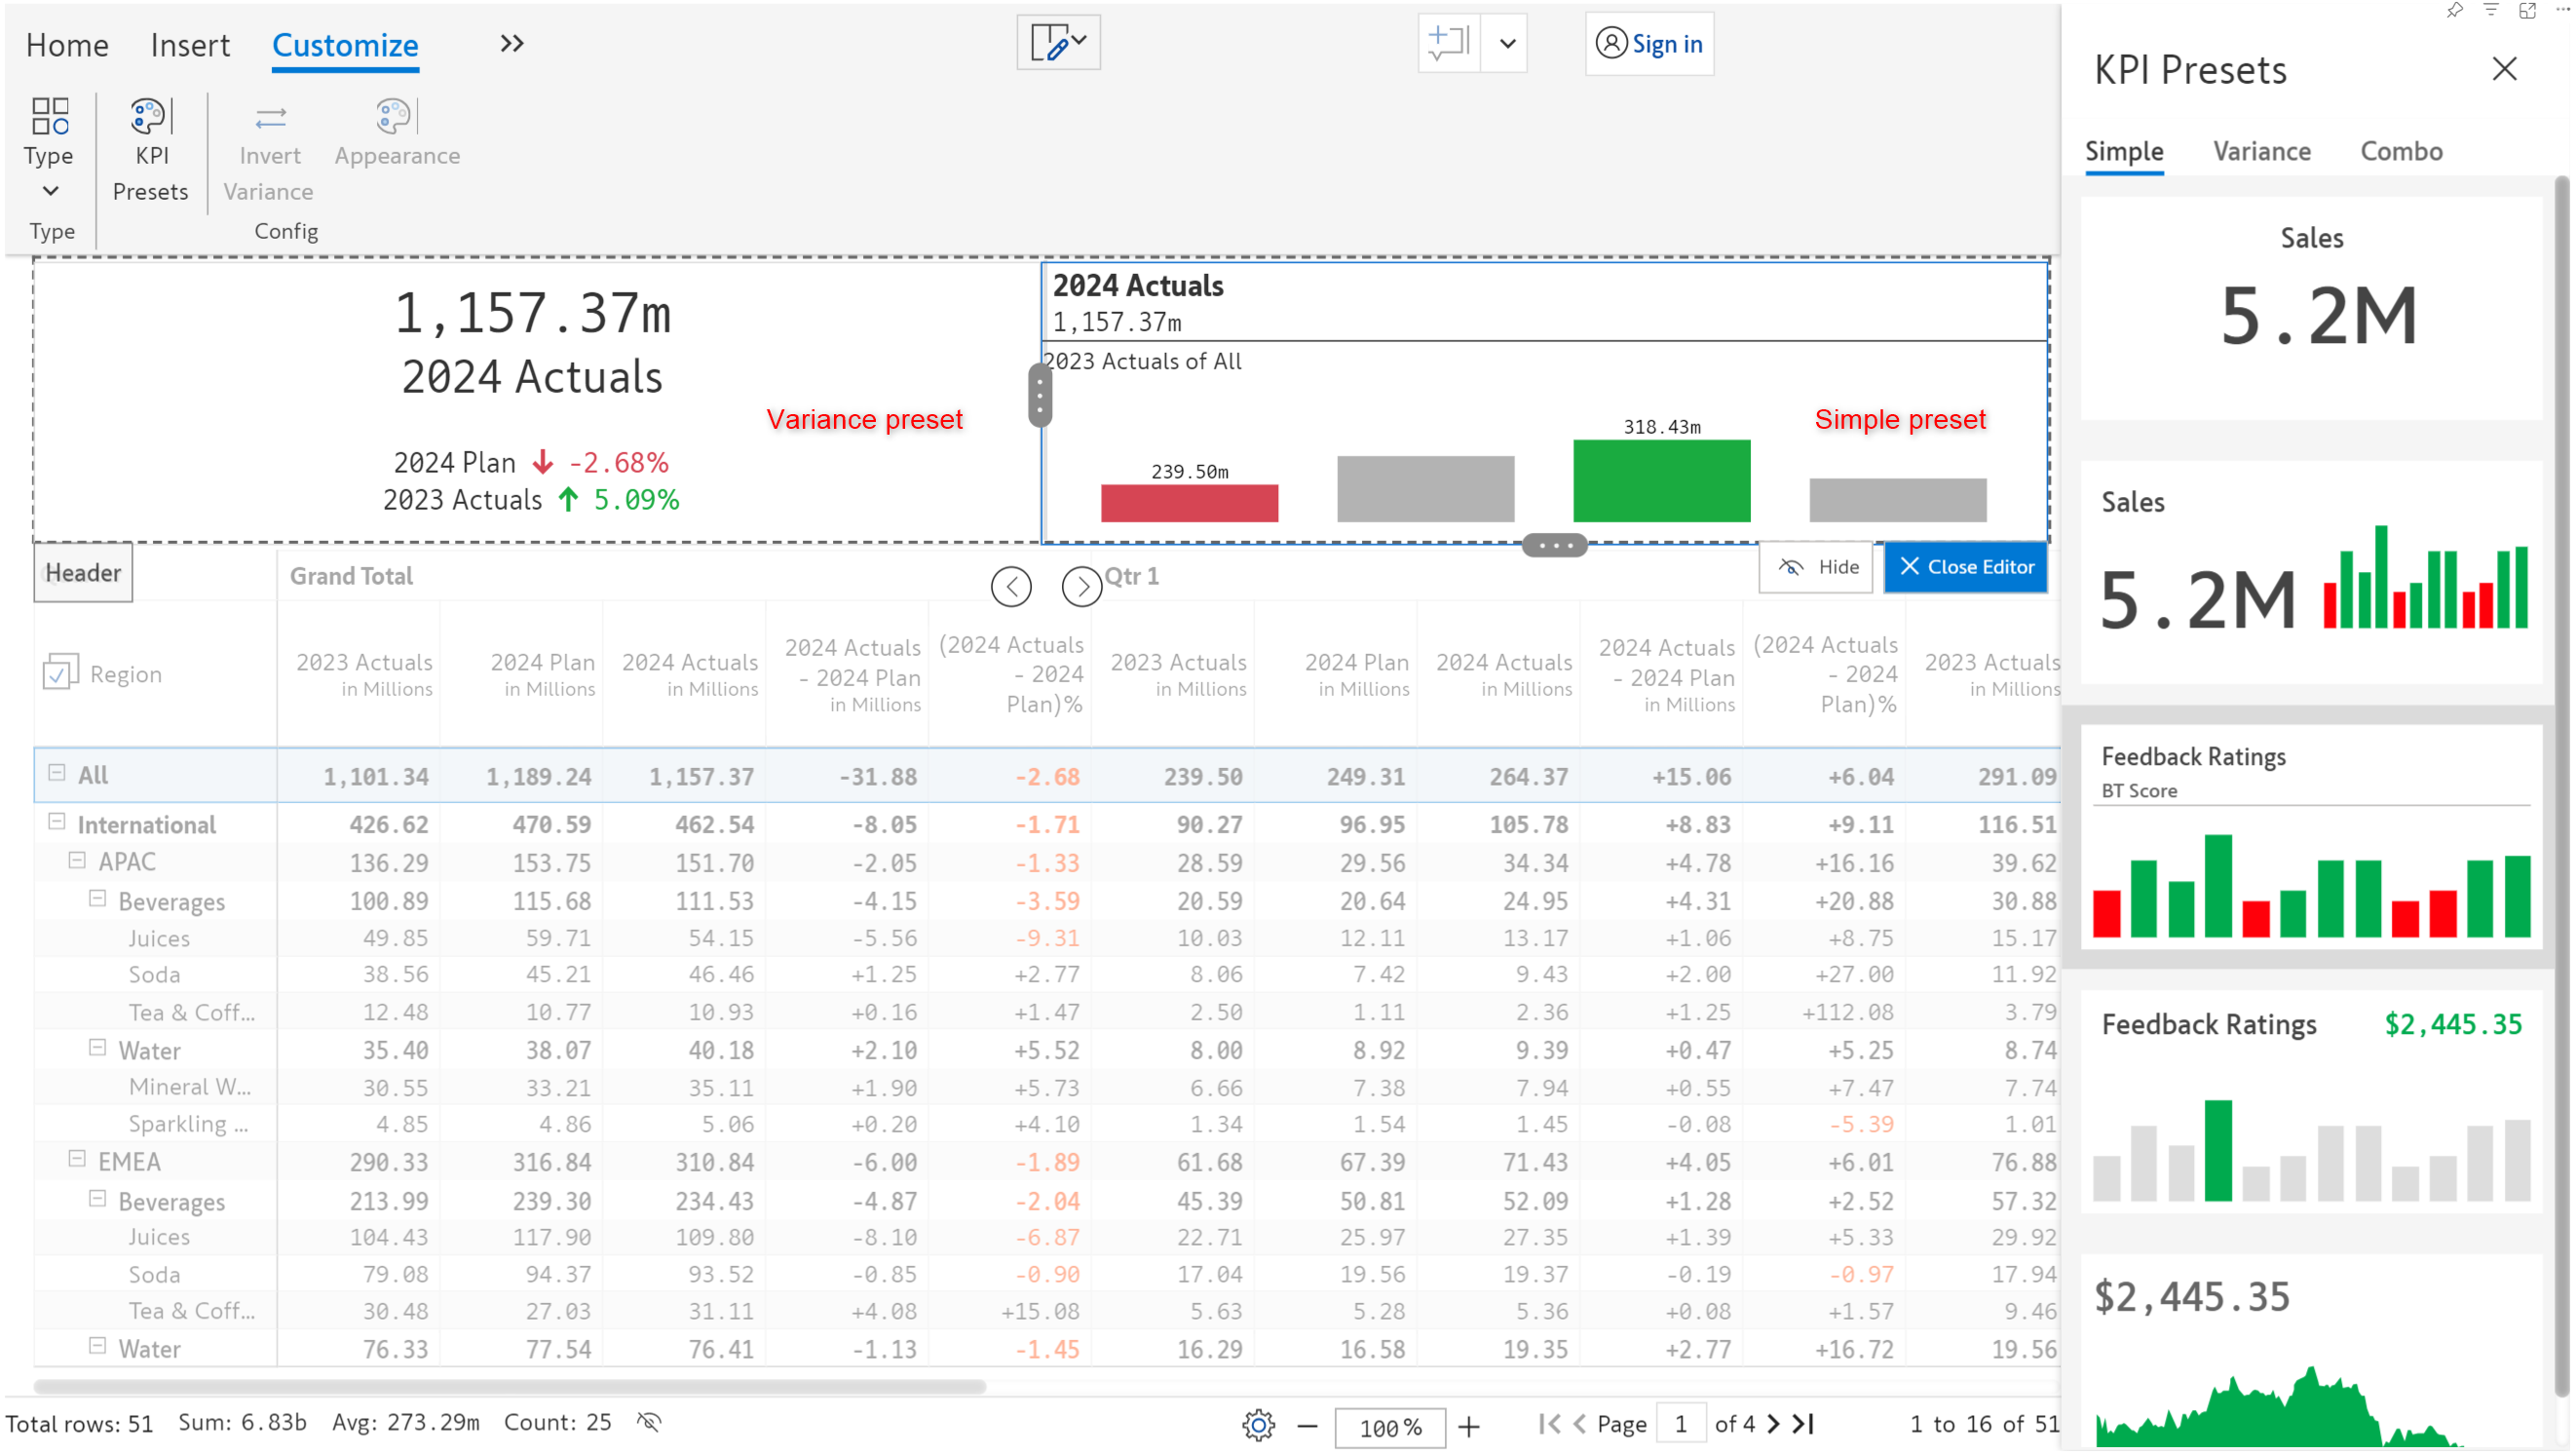 Home Insert Customize
Sign in
Type KPI Presets Invert Variance Appearance
Type Config
1,157.37m
2024 Actuals
2024 Plan -2.68%
2023 Actuals 5.09%
Variance preset
2024 Actuals
1,157.37m
2023 Actuals of All
239.50m
318.43m
Simple preset
Header
Hide
Close Editor
Grand Total Qtr 1
Region 2023 Actuals in Millions 2024 Plan in Millions 2024 Actuals in Millions 2024 Actuals - 2024 Plan in Millions (2024 Actuals - 2024 Plan)% 2023 Actuals in Millions 2024 Plan in Millions 2024 Actuals in Millions 2024 Actuals - 2024 Plan in Millions (2024 Actuals - 2024 Plan)% 2023 Actuals in Millions
All 1,101.34 1,189.24 1,157.37 -31.88 -2.68 239.50 249.31 264.37 +15.06 +6.04 291.09
International 426.62 470.59 462.54 -8.05 -1.71 90.27 96.95 105.78 +8.83 +9.11 116.51
APAC 136.29 153.75 151.70 -2.05 -1.33 28.59 29.56 34.34 +4.78 +16.16 39.62
Beverages 100.89 115.68 111.53 -4.15 -3.59 20.59 20.64 24.95 +4.31 +20.88 30.88
Juices 49.85 59.71 54.15 -5.56 -9.31 10.03 12.11 13.17 +1.06 +8.75 15.17
Soda 38.56 45.21 46.46 +1.25 +2.77 8.06 7.42 9.43 +2.00 +27.00 11.92
Tea & Coff... 12.48 10.77 10.93 +0.16 +1.47 2.50 1.11 2.36 +1.25 +112.08 3.79
Water 35.40 38.07 40.18 +2.10 +5.52 8.00 8.92 9.39 +0.47 +5.25 8.74
Mineral W... 30.55 33.21 35.11 +1.90 +5.73 6.66 7.38 7.94 +0.55 +7.47 7.74
Sparkling ... 4.85 4.86 5.06 +0.20 +4.10 1.34 1.54 1.45 -0.08 -5.39 1.01
EMEA 290.33 316.84 310.84 -6.00 -1.89 61.68 67.39 71.43 +4.05 +6.01 76.88
Beverages 213.99 239.30 234.43 -4.87 -2.04 45.39 50.81 52.09 +1.28 +2.52 57.32
Juices 104.43 117.90 109.80 -8.10 -6.87 22.71 25.97 27.35 +1.39 +5.33 29.92
Soda 79.08 94.37 93.52 -0.85 -0.90 17.04 19.56 19.37 -0.19 -0.97 17.94
Tea & Coff... 30.48 27.03 31.11 +4.08 +15.08 5.63 5.28 5.36 +0.08 +1.57 9.46
Water 76.33 77.54 76.41 -1.13 -1.45 16.29 16.58 19.35 +2.77 +16.72 19.56
Total rows: 51 Sum: 6.83b Avg: 273.29m Count: 25 100% Page 1 of 4 1 to 16 of 51
KPI Presets
Simple Variance Combo
Sales
5.2M
Sales
5.2M
Feedback Ratings
BT Score
Feedback Ratings $2,445.35
$2,445.35